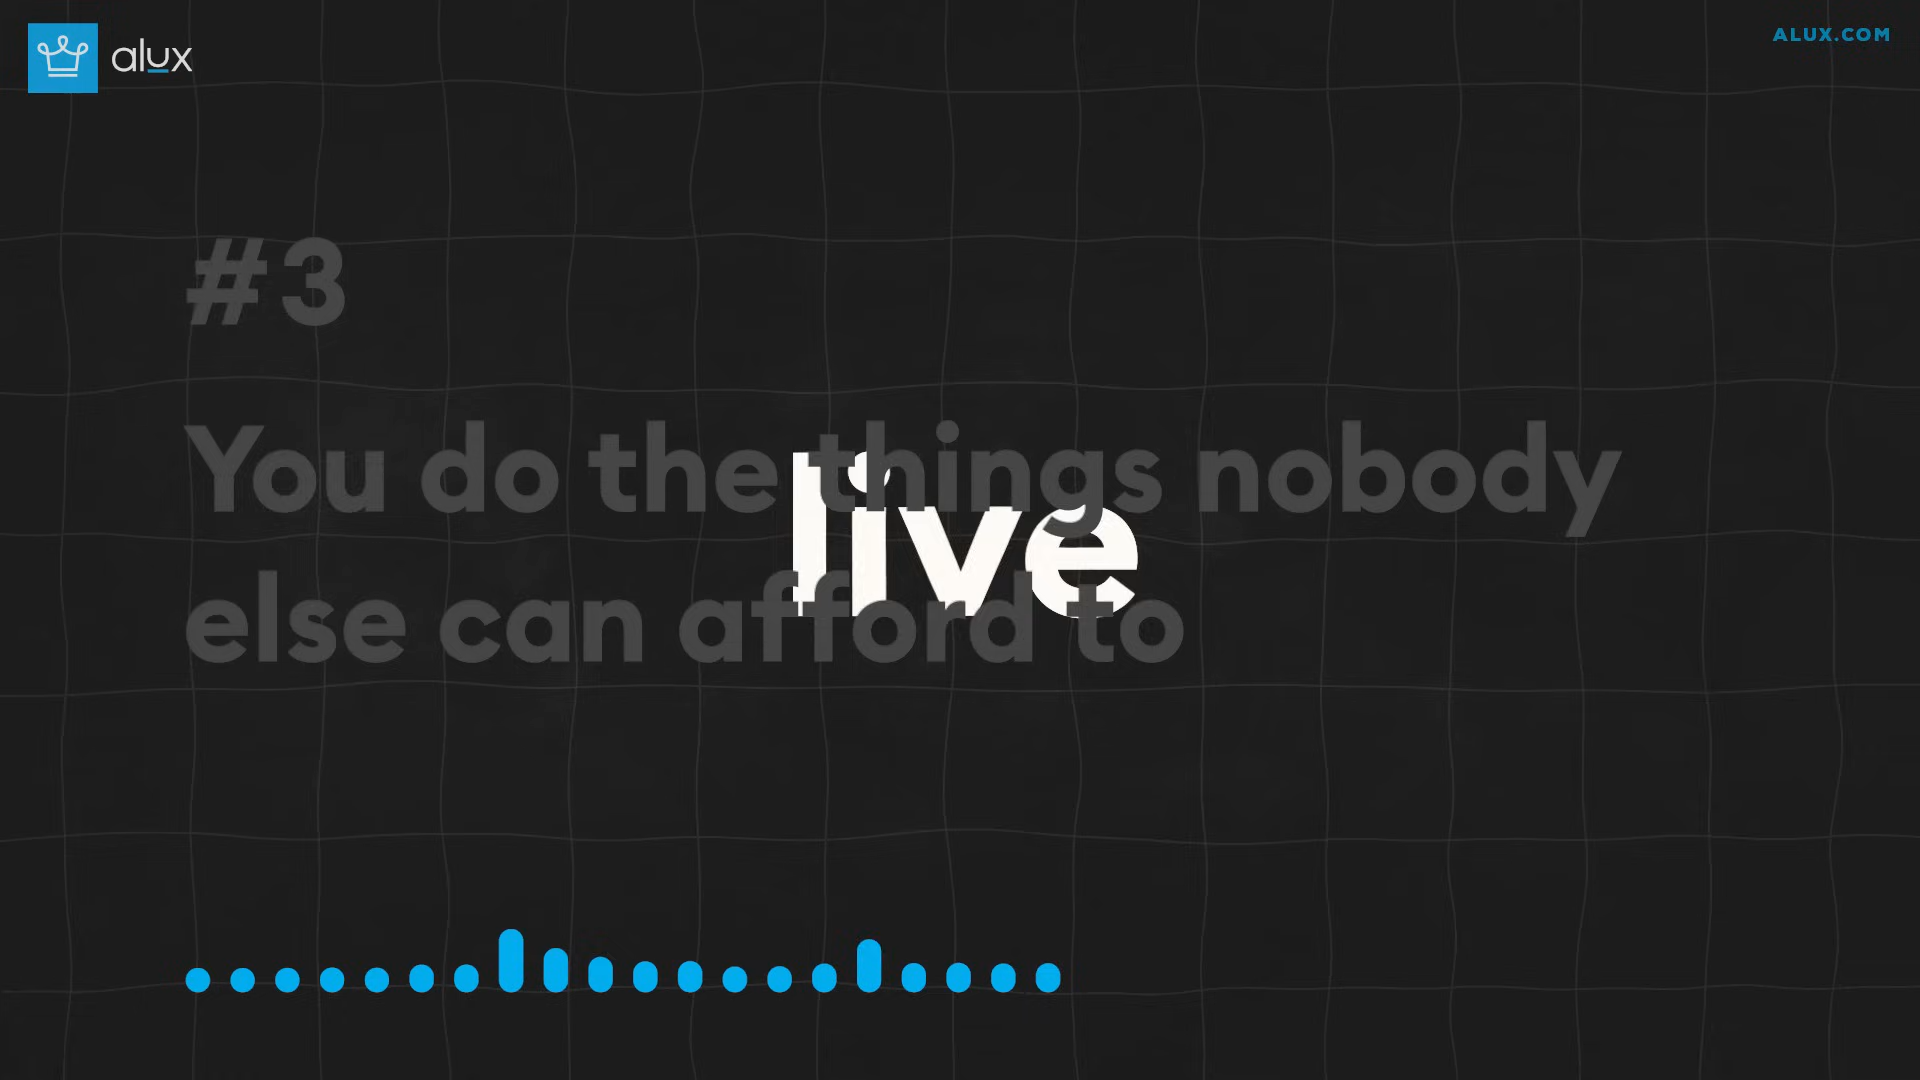 alux
ALUX.COM
#3
You do the things nobody
live
else can afford to